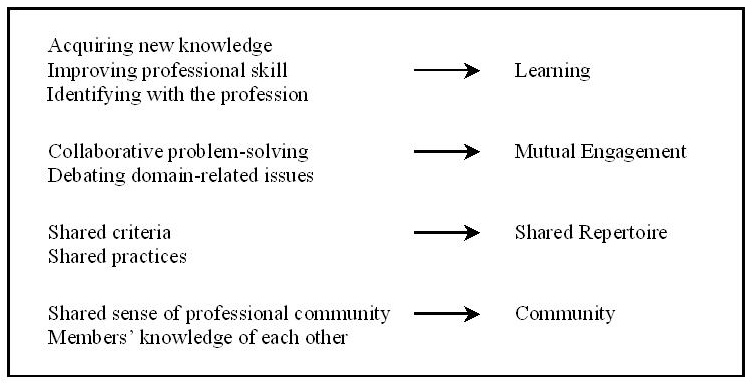 Acquiring new knowledge
Improving professional skill
Identifying with the profession
Learning
Collaborative problem-solving
Debating domain-related issues
Mutual Engagement
Shared criteria
Shared practices
Shared Repertoire
Shared sense of professional community
Members’ knowledge of each other
Community